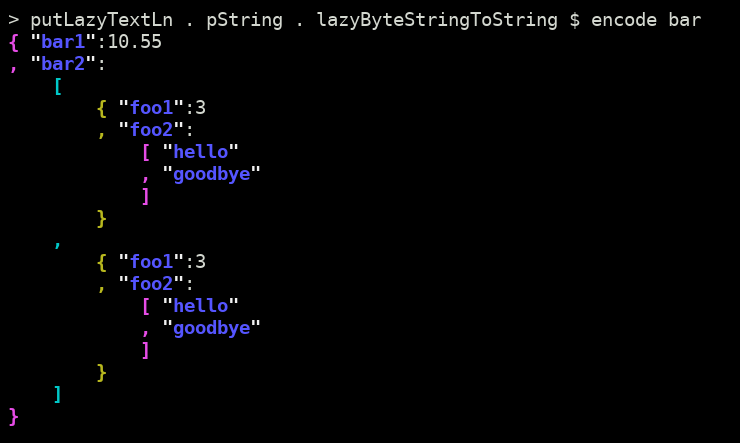 > putLazyTextLn . pString . lazyByteStringToString $ encode bar
{ "bar1":10.55
, "bar2":
    [
        { "foo1":3
        , "foo2":
            [ "hello"
            , "goodbye"
            ]
        }
    ,
        { "foo1":3
        , "foo2":
            [ "hello"
            , "goodbye"
            ]
        }
    ]
}